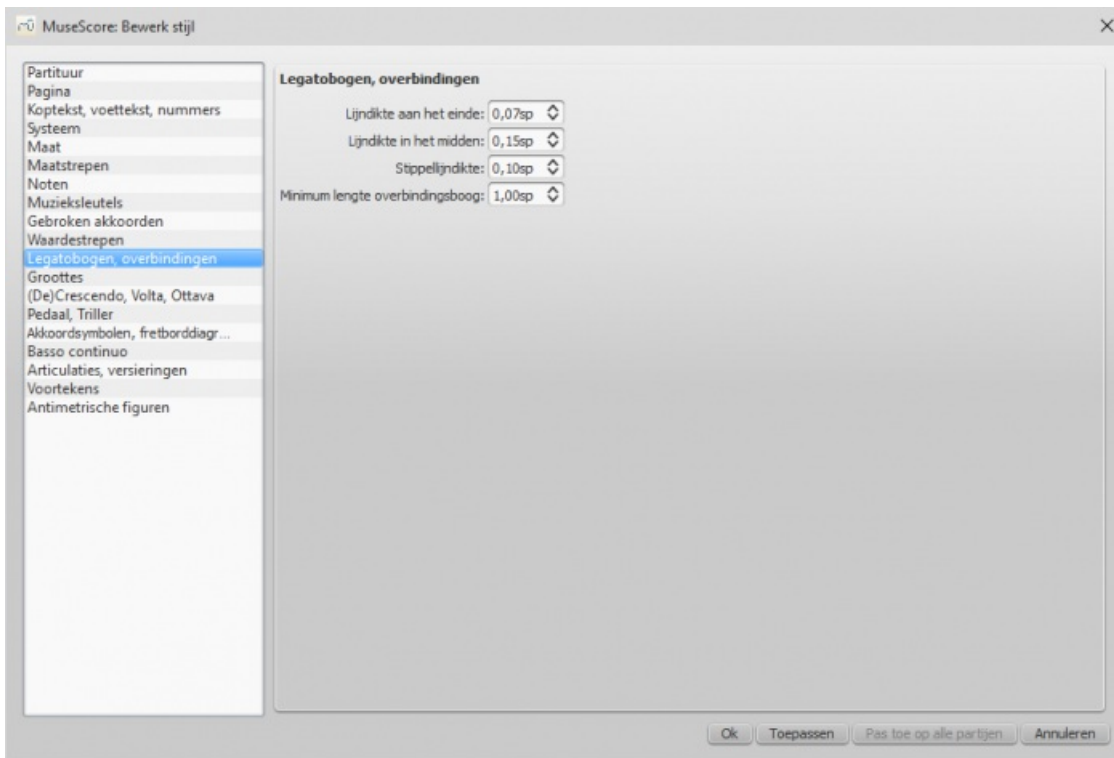 MuseScore: Bewerk stijl
Partituur
Pagina
Koptekst, voettekst, nummers
Systeem
Maat
Maatstrepen
Noten
Muzieksleutels
Gebroken akkoorden
Waardestrepen
Legatobogen, overbindingen
Groottes
(De)Crescendo, Volta, Ottava
Pedaal, Triller
Akkoordsymbolen, fretborddiagr...
Basso continuo
Articulaties, versieringen
Voortekens
Antimetrische figuren
Legatobogen, overbindingen
Lijndikte aan het einde: 0,07sp
Lijndikte in het midden: 0,15sp
Stippellijndikte: 0,10sp
Minimum lengte overbindingsboog: 1,00sp
Ok Toepassen Pas toe op alle partijen Annuleren